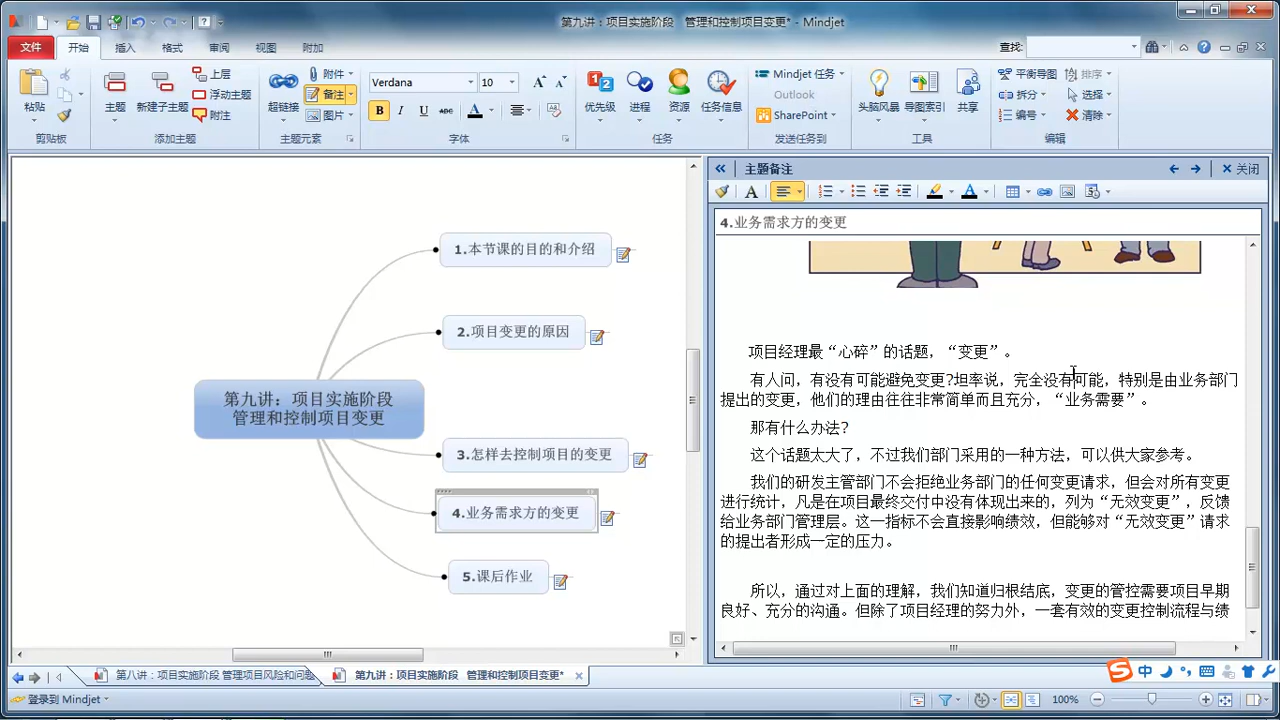 第九讲：项目实施阶段　管理和控制项目变更* - Mindjet
文件 开始 插入 格式 审阅 视图 附加 查找:
粘贴 上层 浮动主题 附注 主题 新建子主题 超链接 附件 备注 图片
Verdana 10
B I U abc A
优先级 进程 资源 任务信息 Mindjet 任务 Outlook SharePoint
头脑风暴 导图索引 共享 平衡导图 拆分 编号 排序 选择 清除
剪贴板 添加主题 主题元素 字体 任务 发送任务到 工具 编辑
第九讲：项目实施阶段
管理和控制项目变更
1.本节课的目的和介绍
2.项目变更的原因
3.怎样去控制项目的变更
4.业务需求方的变更
5.课后作业
主题备注 关闭
4.业务需求方的变更
项目经理最“心碎”的话题，“变更”。
有人问，有没有可能避免变更?坦率说，完全没有可能，特别是由业务部门
提出的变更，他们的理由往往非常简单而且充分，“业务需要”。
那有什么办法？
这个话题太大了，不过我们部门采用的一种方法，可以供大家参考。
我们的研发主管部门不会拒绝业务部门的任何变更请求，但会对所有变更
进行统计，凡是在项目最终交付中没有体现出来的，列为“无效变更”，反馈
给业务部门管理层。这一指标不会直接影响绩效，但能够对“无效变更”请求
的提出者形成一定的压力。
所以，通过对上面的理解，我们知道归根结底，变更的管控需要项目早期
良好、充分的沟通。但除了项目经理的努力外，一套有效的变更控制流程与绩
第八讲：项目实施阶段 管理项目风险和问题
第九讲：项目实施阶段　管理和控制项目变更*
中
登录到 Mindjet
100%